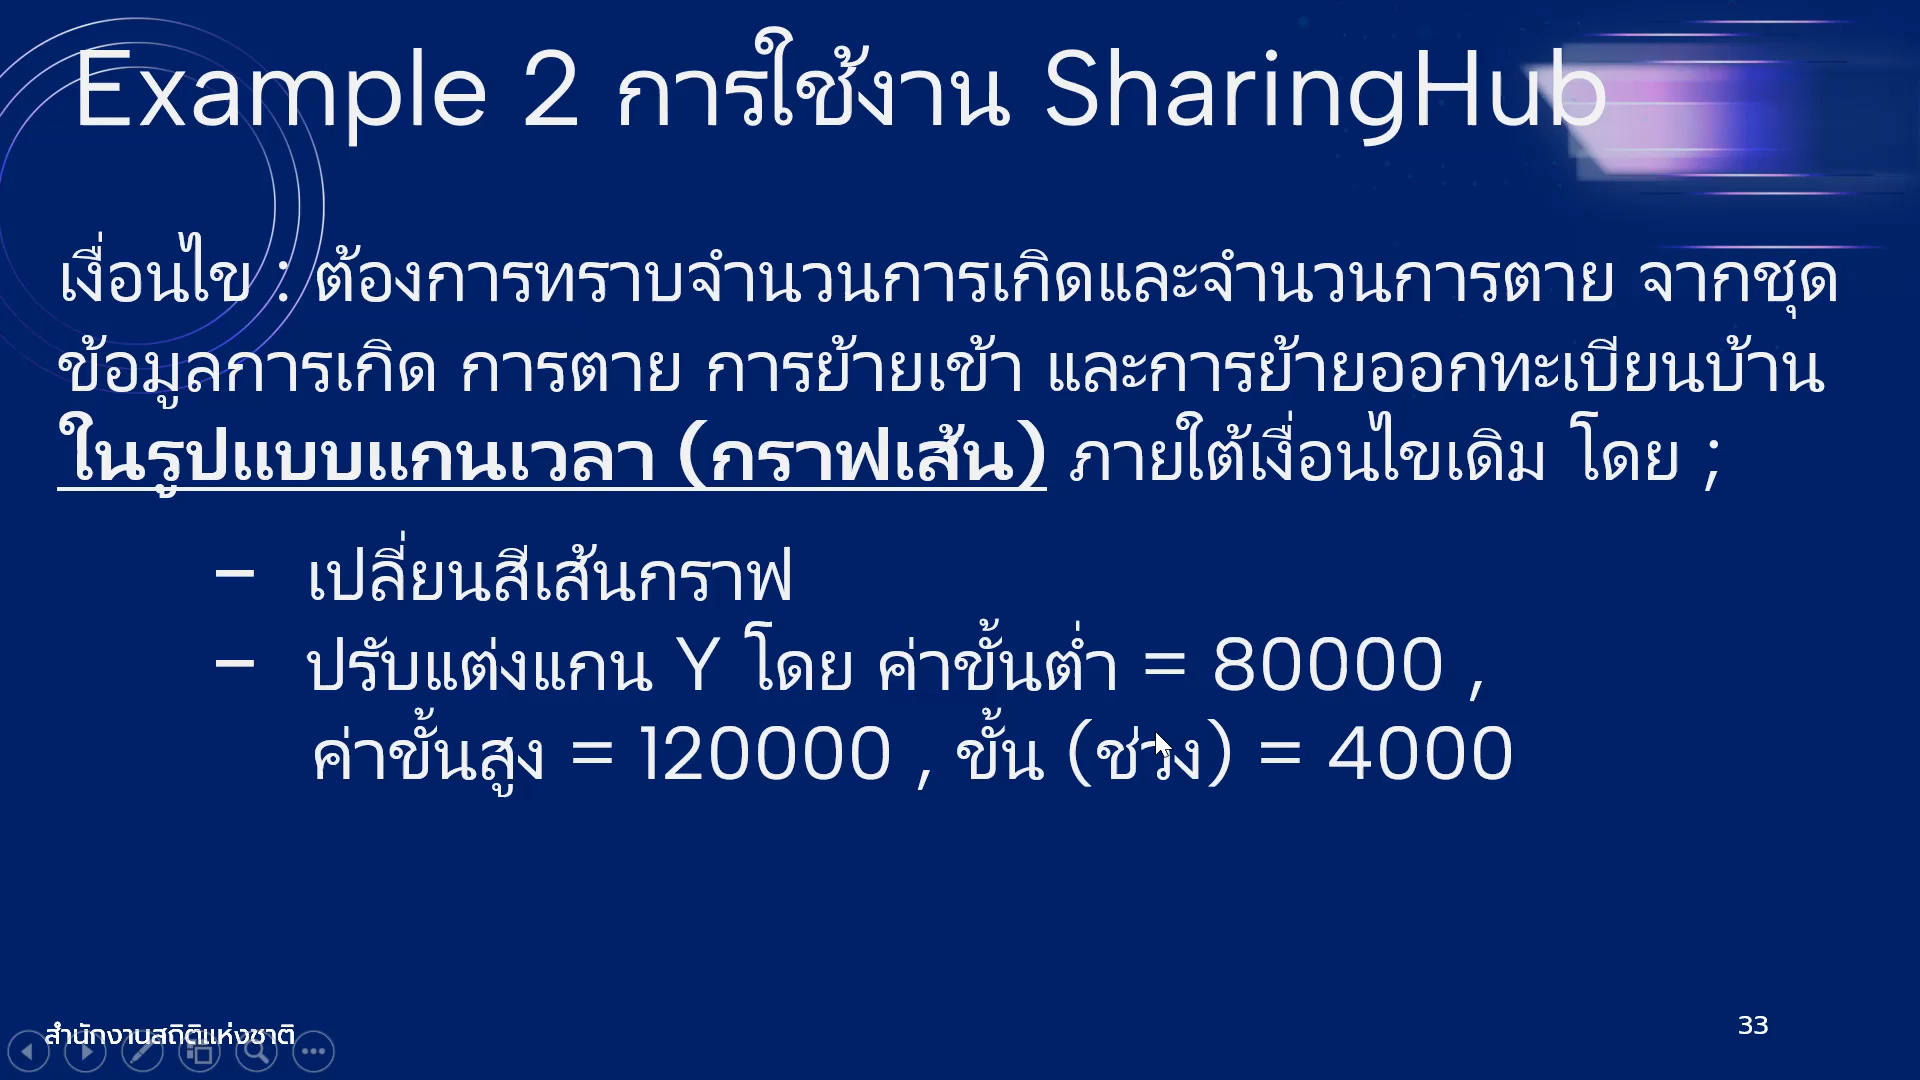 Example 2 การใช้งาน SharingHub
เงื่อนไข : ต้องการทราบจำนวนการเกิดและจำนวนการตาย จากชุด
ข้อมูลการเกิด การตาย การย้ายเข้า และการย้ายออกทะเบียนบ้าน
ในรูปแบบแกนเวลา (กราฟเส้น) ภายใต้เงื่อนไขเดิม โดย ;
– เปลี่ยนสีเส้นกราฟ
– ปรับแต่งแกน Y โดย ค่าขั้นต่ำ = 80000 ,
ค่าขั้นสูง = 120000 , ขั้น (ช่วง) = 4000
สำนักงานสถิติแห่งชาติ
33